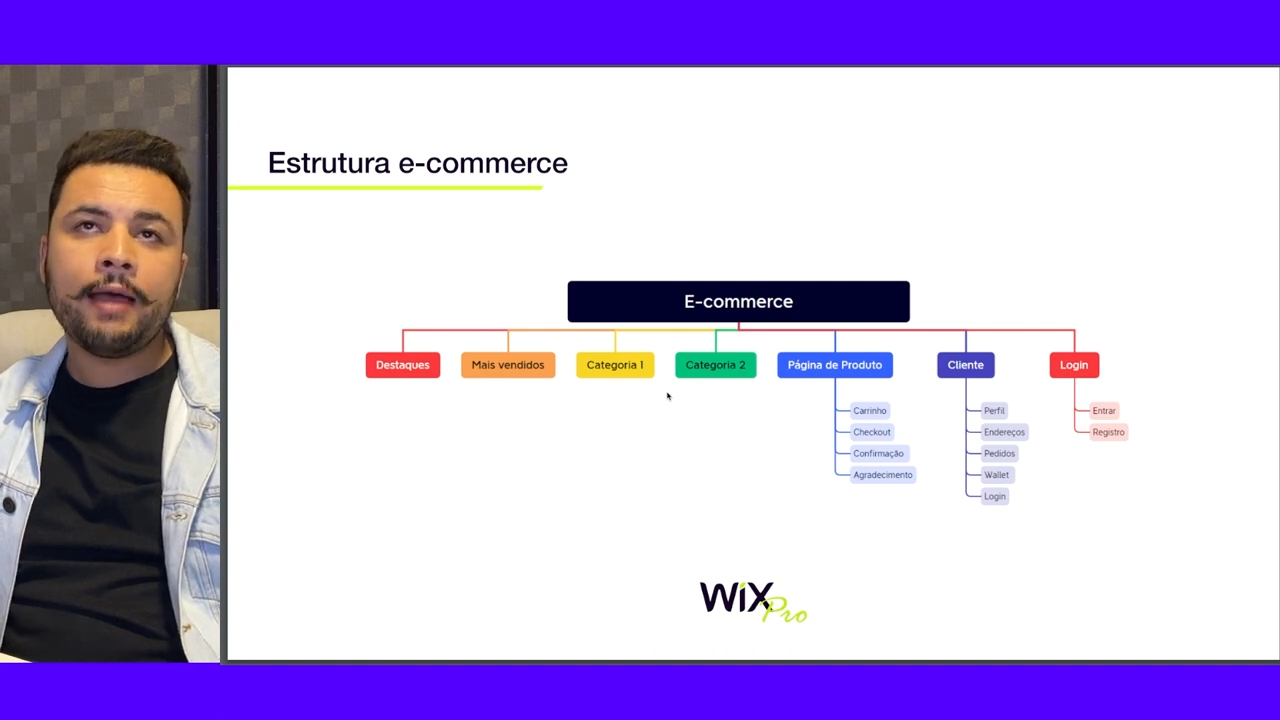 Estrutura e-commerce
E-commerce
Destaques
Mais vendidos
Categoria 1
Categoria 2
Página de Produto
Cliente
Login
Carrinho
Checkout
Confirmação
Agradecimento
Perfil
Endereços
Pedidos
Wallet
Login
Entrar
Registro
WiX
Pro